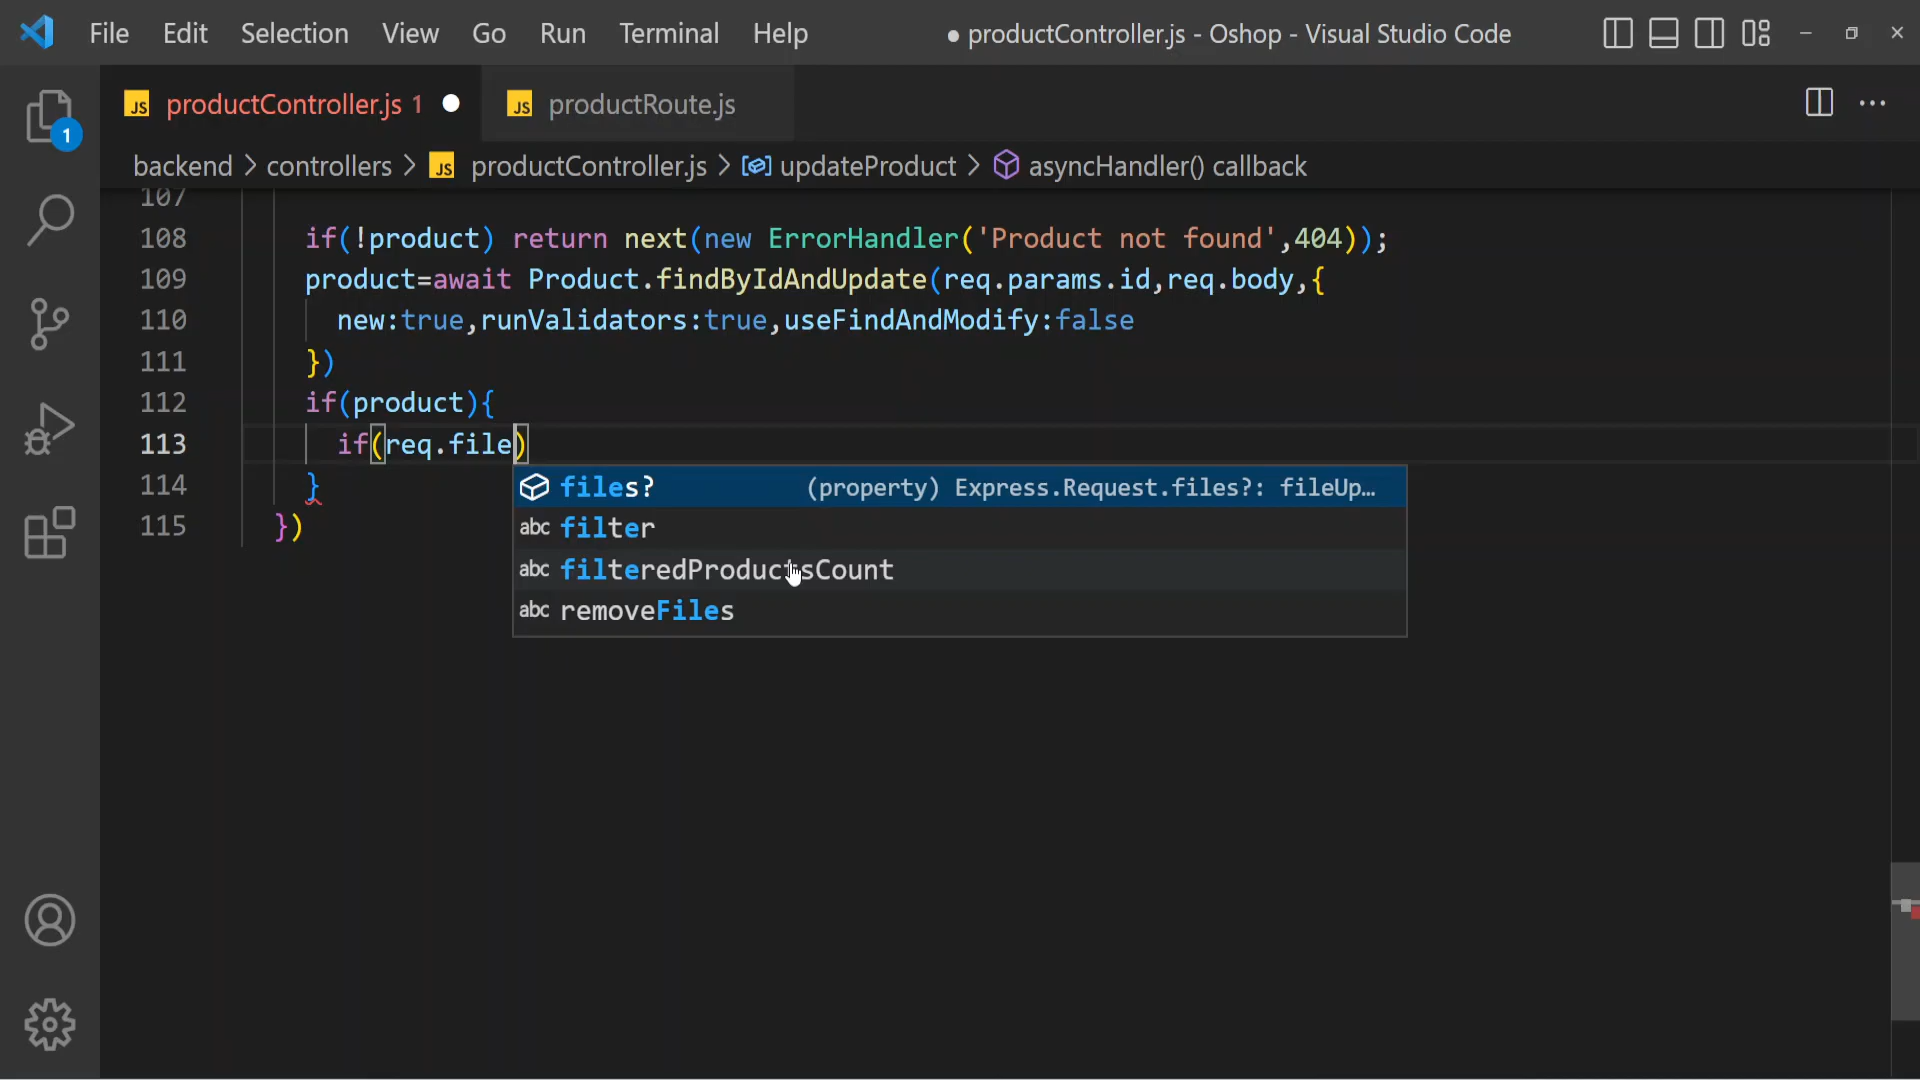 File Edit Selection View Go Run Terminal Help ● productController.js - Oshop - Visual Studio Code
JS productController.js 1 ● JS productRoute.js
backend > controllers > JS productController.js > updateProduct > asyncHandler() callback
107
108 if(!product) return next(new ErrorHandler('Product not found',404));
109 product=await Product.findByIdAndUpdate(req.params.id,req.body,{
110 new:true,runValidators:true,useFindAndModify:false
111 })
112 if(product){
113 if(req.file)
files? (property) Express.Request.files?: fileUp…
114 }
abc filter
115 })
abc filteredProductsCount
abc removeFiles
1